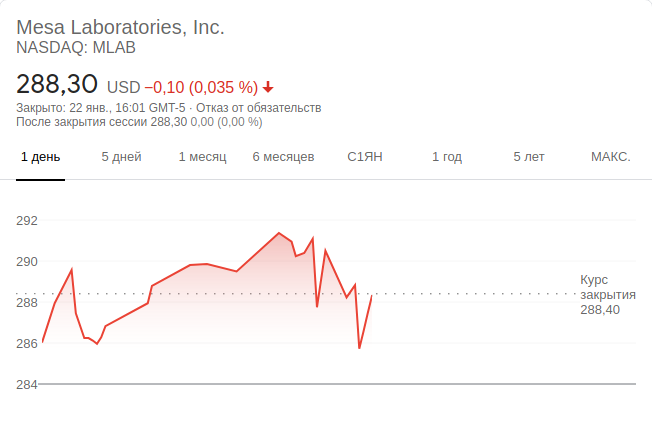 Mesa Laboratories, Inc.
NASDAQ: MLAB
288,30 USD −0,10 (0,035 %)
Закрыто: 22 янв., 16:01 GMT-5 · Отказ от обязательств
После закрытия сессии 288,30 0,00 (0,00 %)
1 день 5 дней 1 месяц 6 месяцев С1ЯН 1 год 5 лет МАКС.
292
290
Курс
288 закрытия
288,40
286
284